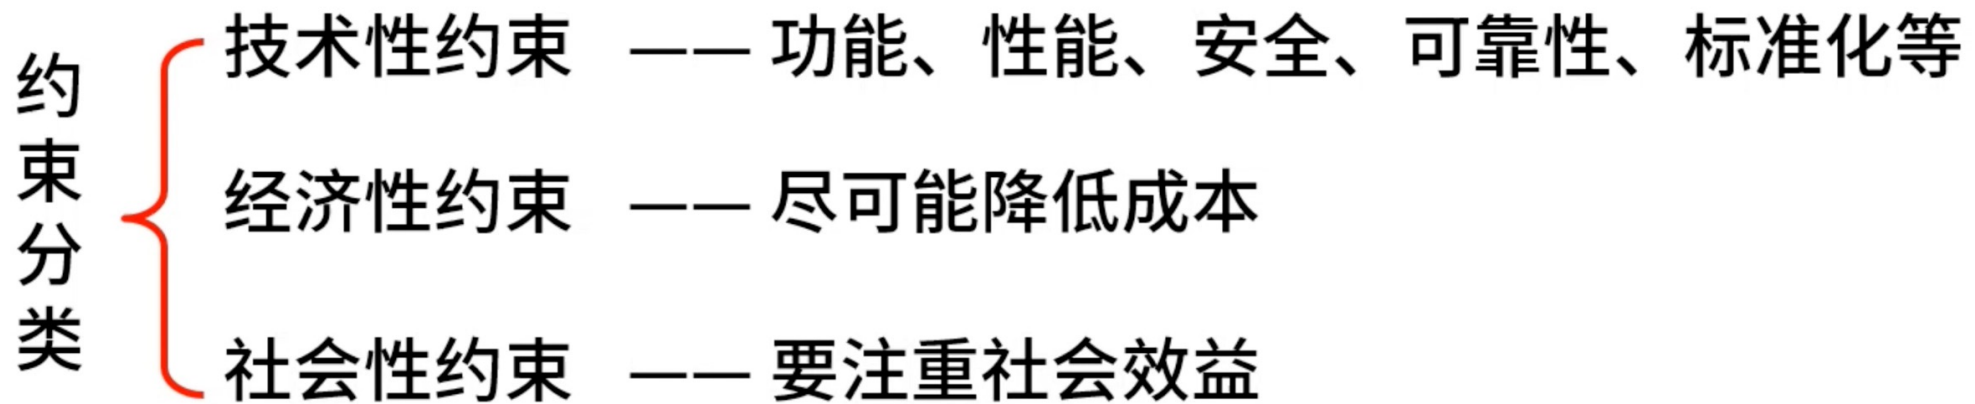 约束分类
技术性约束 —— 功能、性能、安全、可靠性、标准化等
经济性约束 —— 尽可能降低成本
社会性约束 —— 要注重社会效益